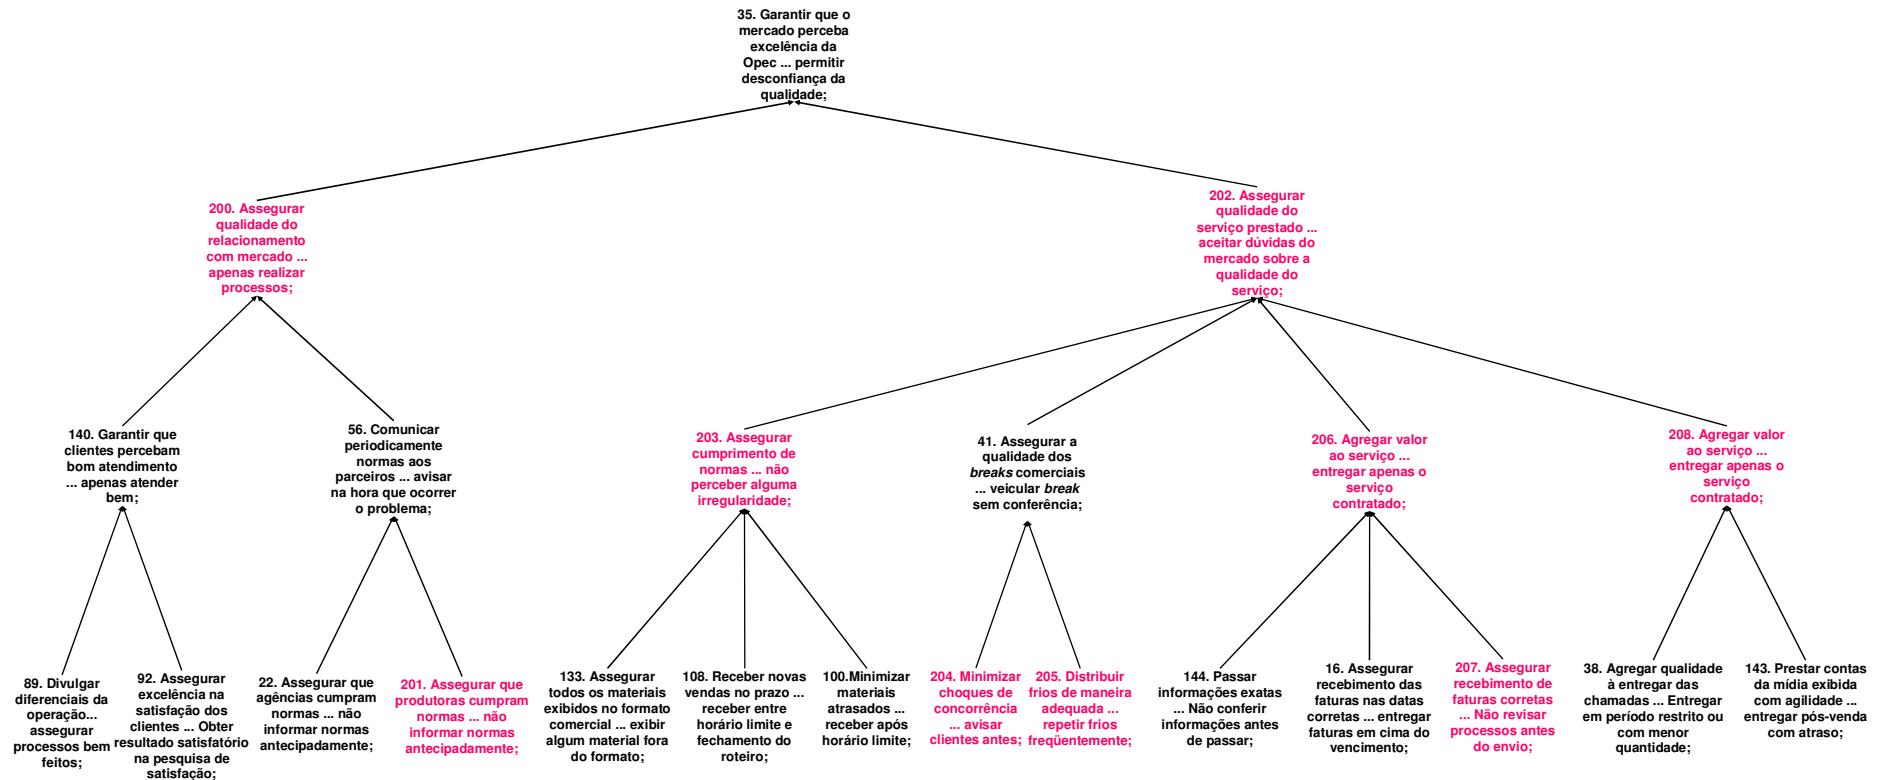 35. Garantir que o
mercado perceba
excelência da
Opec ... permitir
desconfiança da
qualidade;
200. Assegurar
qualidade do
relacionamento
com mercado ...
apenas realizar
processos;
202. Assegurar
qualidade do
serviço prestado ...
aceitar dúvidas do
mercado sobre a
qualidade do
serviço;
140. Garantir que
clientes percebam
bom atendimento
... apenas atender
bem;
56. Comunicar
periodicamente
normas aos
parceiros ... avisar
na hora que ocorrer
o problema;
203. Assegurar
cumprimento de
normas ... não
perceber alguma
irregularidade;
41. Assegurar a
qualidade dos
breaks comerciais
... veicular break
sem conferência;
206. Agregar valor
ao serviço ...
entregar apenas o
serviço
contratado;
208. Agregar valor
ao serviço ...
entregar apenas o
serviço
contratado;
89. Divulgar
diferenciais da
operação...
assegurar
processos bem
feitos;
92. Assegurar
excelência na
satisfação dos
clientes ... Obter
resultado satisfatório
na pesquisa de
satisfação;
22. Assegurar que
agências cumpram
normas ... não
informar normas
antecipadamente;
201. Assegurar que
produtoras cumpram
normas ... não
informar normas
antecipadamente;
133. Assegurar
todos os materiais
exibidos no formato
comercial ... exibir
algum material fora
do formato;
108. Receber novas
vendas no prazo ...
receber entre
horário limite e
fechamento do
roteiro;
100.Minimizar
materiais
atrasados ...
receber após
horário limite;
204. Minimizar
choques de
concorrência
... avisar
clientes antes;
205. Distribuir
frios de maneira
adequada ...
repetir frios
freqüentemente;
144. Passar
informações exatas
... Não conferir
informações antes
de passar;
16. Assegurar
recebimento das
faturas nas datas
corretas ... entregar
faturas em cima do
vencimento;
207. Assegurar
recebimento de
faturas corretas
... Não revisar
processos antes
do envio;
38. Agregar qualidade
à entregar das
chamadas ... Entregar
em período restrito ou
com menor
quantidade;
143. Prestar contas
da mídia exibida
com agilidade ...
entregar pós-venda
com atraso;